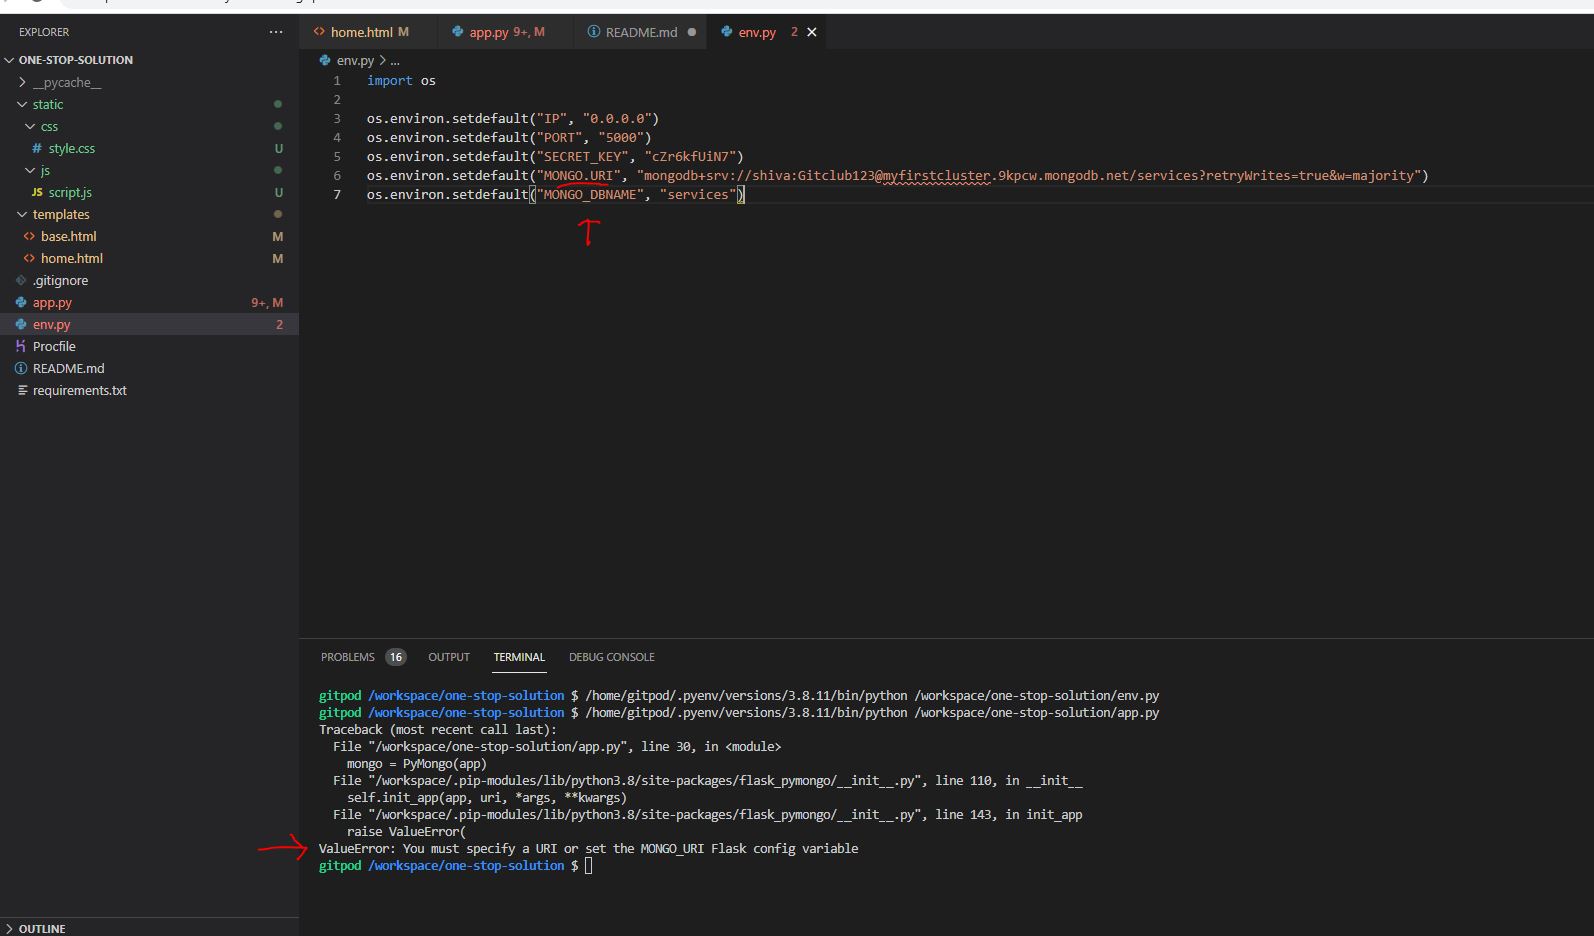 EXPLORER
ONE-STOP-SOLUTION
__pycache__
static
css
# style.css U
js
JS script.js U
templates
<> base.html M
<> home.html M
.gitignore
app.py 9+, M
env.py 2
Procfile
README.md
requirements.txt
OUTLINE
<> home.html M app.py 9+, M README.md env.py 2
env.py > ...
1 import os
2
3 os.environ.setdefault("IP", "0.0.0.0")
4 os.environ.setdefault("PORT", "5000")
5 os.environ.setdefault("SECRET_KEY", "cZr6kfUiN7")
6 os.environ.setdefault("MONGO.URI", "mongodb+srv://shiva:Gitclub123@myfirstcluster.9kpcw.mongodb.net/services?retryWrites=true&w=majority")
7 os.environ.setdefault("MONGO_DBNAME", "services")
PROBLEMS 16 OUTPUT TERMINAL DEBUG CONSOLE
gitpod /workspace/one-stop-solution $ /home/gitpod/.pyenv/versions/3.8.11/bin/python /workspace/one-stop-solution/env.py
gitpod /workspace/one-stop-solution $ /home/gitpod/.pyenv/versions/3.8.11/bin/python /workspace/one-stop-solution/app.py
Traceback (most recent call last):
File "/workspace/one-stop-solution/app.py", line 30, in <module>
mongo = PyMongo(app)
File "/workspace/.pip-modules/lib/python3.8/site-packages/flask_pymongo/__init__.py", line 110, in __init__
self.init_app(app, uri, *args, **kwargs)
File "/workspace/.pip-modules/lib/python3.8/site-packages/flask_pymongo/__init__.py", line 143, in init_app
raise ValueError(
ValueError: You must specify a URI or set the MONGO_URI Flask config variable
gitpod /workspace/one-stop-solution $